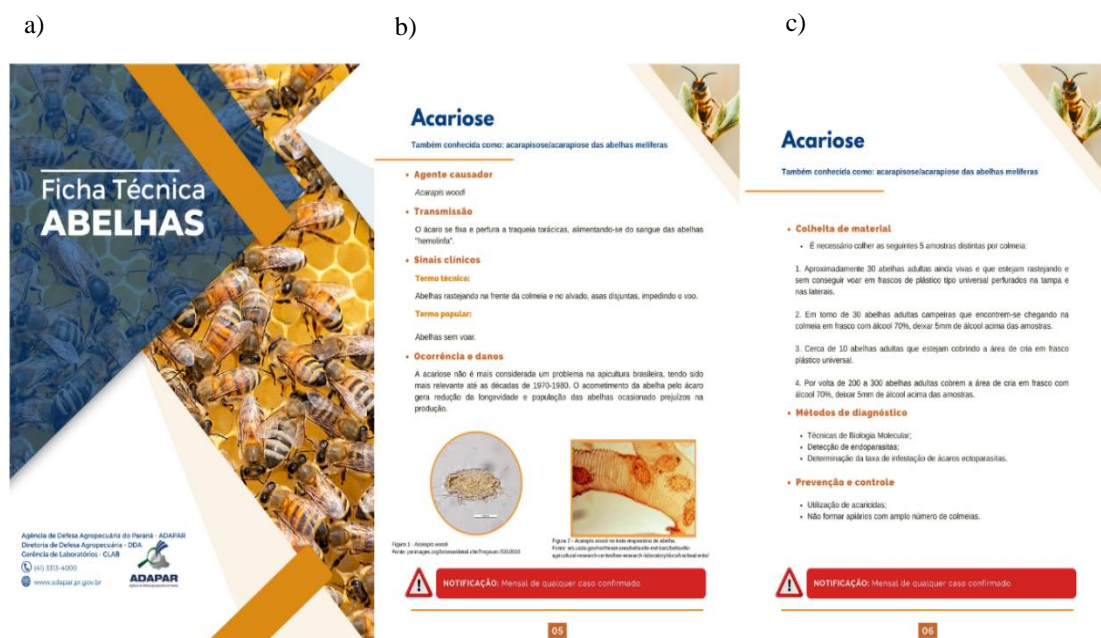 a)
b)
c)
Ficha Técnica
ABELHAS
Agência de Defesa Agropecuária do Paraná - ADAPAR
Diretoria de Defesa Agropecuária - DDA
Gerência de Laboratórios - CLAB
(41) 3313-4000
www.adapar.pr.gov.br
ADAPAR
Acariose
Também conhecida como: acarapisose/acarapiose das abelhas melíferas
• Agente causador
Acarapis woodi
• Transmissão
O ácaro se fixa e perfura a traqueia torácicas, alimentando-se do sangue das abelhas
"hemolinfa".
• Sinais clínicos
Termo técnico:
Abelhas rastejando na frente da colmeia e no alvado, asas disjuntas, impedindo o voo.
Termo popular:
Abelhas sem voar.
• Ocorrência e danos
A acariose não é mais considerada um problema na apicultura brasileira, tendo sido
mais relevante até as décadas de 1970-1980. O acometimento da abelha pelo ácaro
gera redução da longevidade e população das abelhas ocasionado prejuízos na
produção.
Figura 1 - Acarapis woodi
Fonte:
Figura 2 - Acarapis woodi no trato respiratório de abelha.
Fonte:
NOTIFICAÇÃO: Mensal de qualquer caso confirmado
05
Acariose
Também conhecida como: acarapisose/acarapiose das abelhas melíferas
• Colheita de material
• É necessário colher as seguintes 5 amostras distintas por colmeia:
1. Aproximadamente 30 abelhas adultas ainda vivas e que estejam rastejando e
sem conseguir voar em frascos de plástico tipo universal perfurados na tampa e
nas laterais.
2. Em torno de 30 abelhas adultas campeiras que encontrem-se chegando na
colmeia em frasco com álcool 70%, deixar 5mm de álcool acima das amostras.
3. Cerca de 10 abelhas adultas que estejam cobrindo a área de cria em frasco
plástico universal.
4. Por volta de 200 a 300 abelhas adultas cobrem a área de cria em frasco com
álcool 70%, deixar 5mm de álcool acima das amostras.
• Métodos de diagnóstico
• Técnicas de Biologia Molecular;
• Detecção de endoparasitas;
• Determinação da taxa de infestação de ácaros ectoparasitas.
• Prevenção e controle
• Utilização de acaricidas;
• Não formar apiários com amplo número de colmeias.
NOTIFICAÇÃO: Mensal de qualquer caso confirmado
06